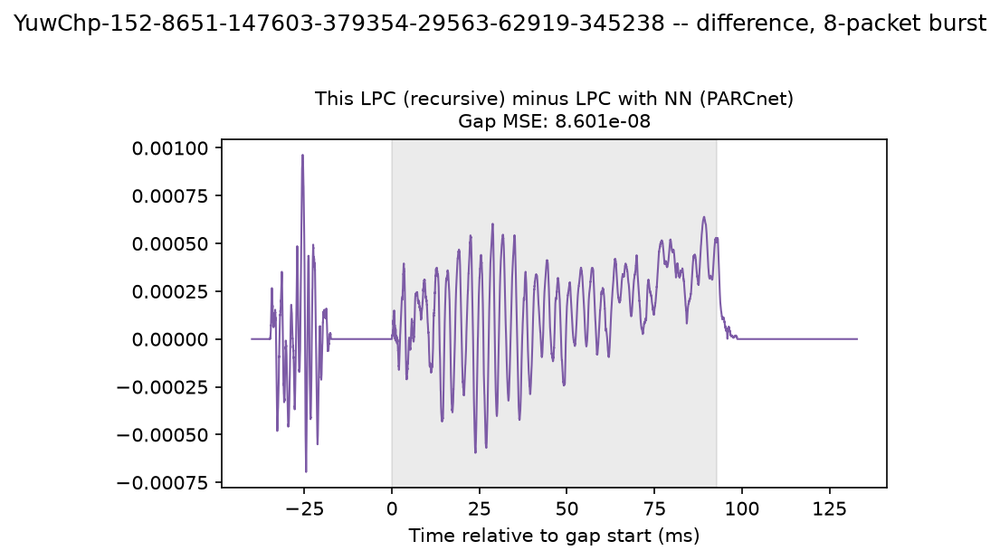 YuwChp-152-8651-147603-379354-29563-62919-345238 -- difference, 8-packet burst
This LPC (recursive) minus LPC with NN (PARCnet)
Gap MSE: 8.601e-08
0.00100
0.00075
0.00050
0.00025
0.00000
−0.00025
−0.00050
−0.00075
−25 0 25 50 75 100 125
Time relative to gap start (ms)